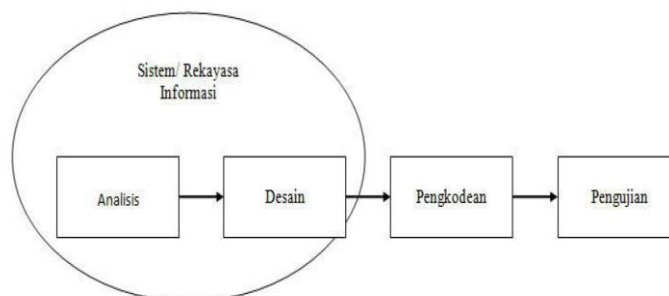 Sistem/ Rekayasa
Informasi
Analisis
Desain
Pengkodean
Pengujian